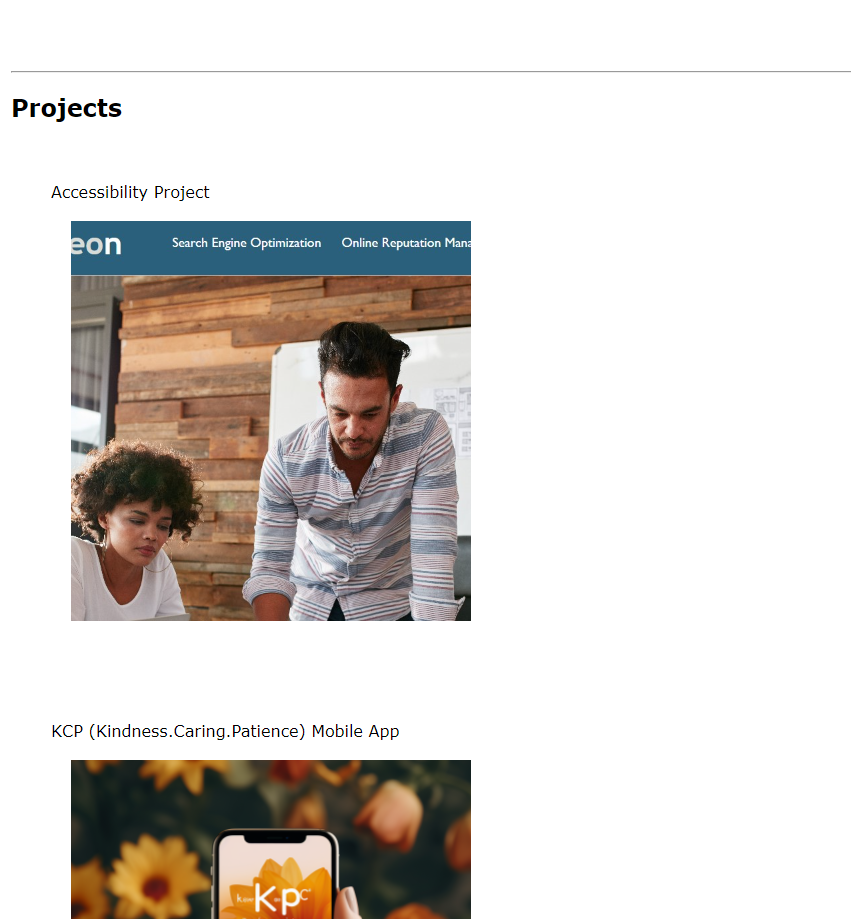 Projects
Accessibility Project
eon Search Engine Optimization Online Reputation Mana
KCP (Kindness.Caring.Patience) Mobile App
KPC